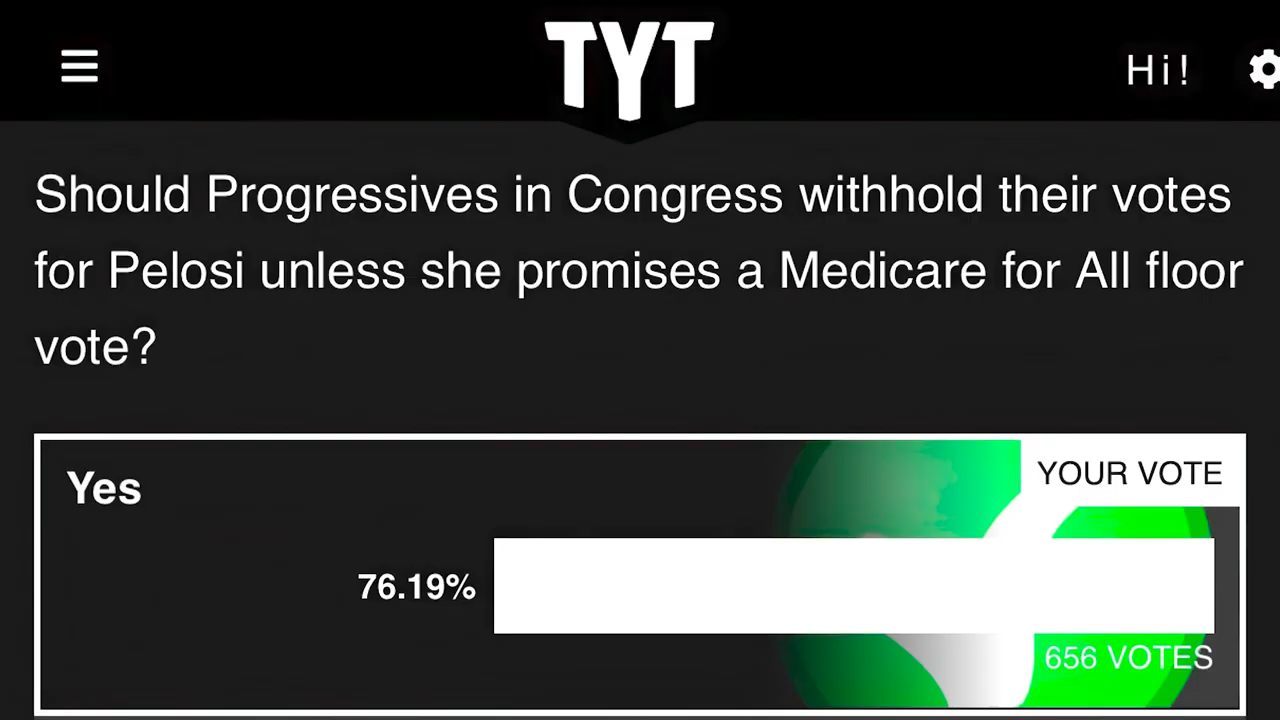 TYT
Hi!
Should Progressives in Congress withhold their votes
for Pelosi unless she promises a Medicare for All floor
vote?
YOUR VOTE
Yes
76.19%
656 VOTES